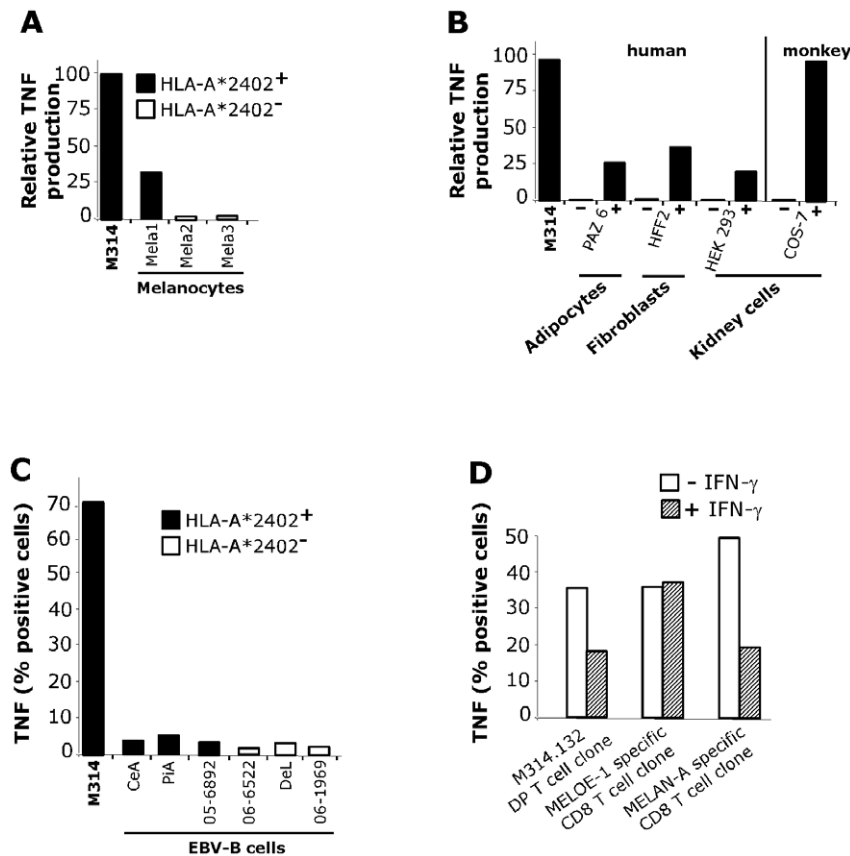 A
Relative TNF
production
100
75
50
25
0
HLA-A*2402+
HLA-A*2402-
M314
Mela1
Mela2
Mela3
Melanocytes
B
human
monkey
Relative TNF
production
100
75
50
25
0
M314
- + - + - + - +
PAZ 6
HFF2
HEK 293
COS-7
Adipocytes
Fibroblasts
Kidney cells
C
TNF (% positive cells)
70
60
50
40
30
20
10
0
HLA-A*2402+
HLA-A*2402-
M314
CeA
PiA
05-6892
06-6522
DeL
06-1969
EBV-B cells
D
- IFN-γ
+ IFN-γ
TNF (% positive cells)
50
40
30
20
10
0
M314.132
DP T cell clone
MELOE-1 specific
CD8 T cell clone
MELAN-A specific
CD8 T cell clone